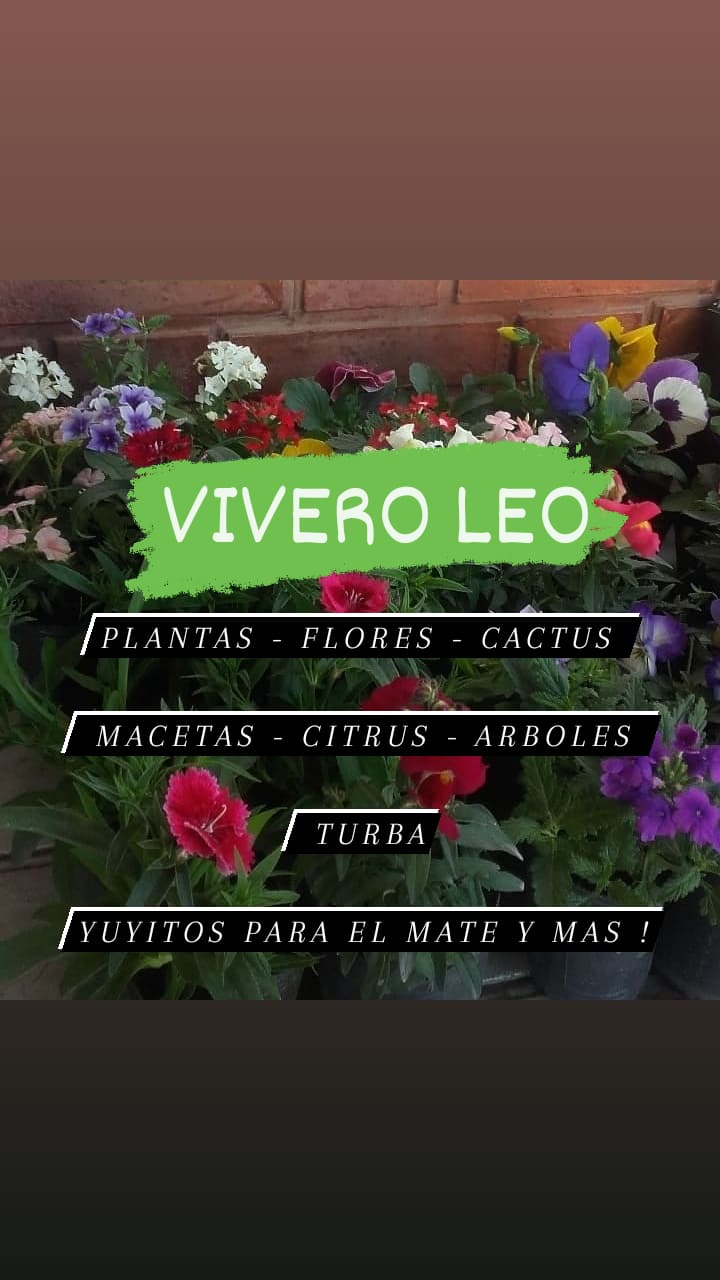 VIVERO LEO
PLANTAS - FLORES - CACTUS
MACETAS - CITRUS - ARBOLES
TURBA
YUYITOS PARA EL MATE Y MAS !